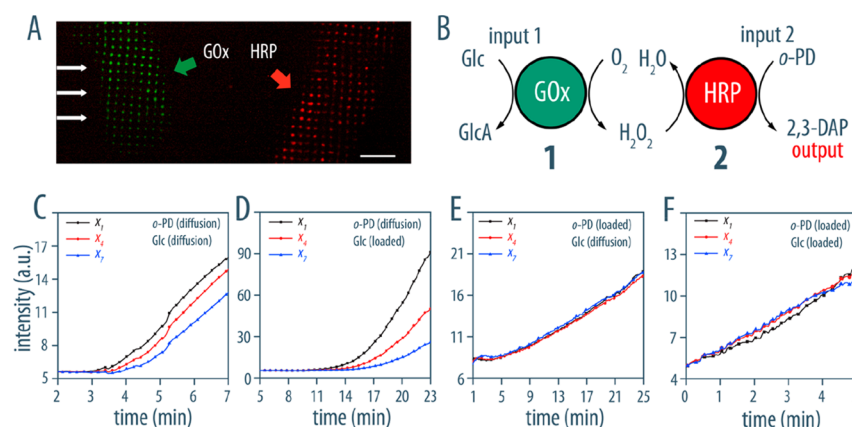 A
GOx HRP
B
input 1
input 2
Glc
O₂ H₂O
o-PD
GOx
HRP
GlcA
H₂O₂
2,3-DAP
output
1
2
C
X₁
X₄
X₇
o-PD (diffusion)
Glc (diffusion)
intensity (a.u.)
17
14
11
8
5
2 3 4 5 6 7
time (min)
D
X₁
X₄
X₇
o-PD (diffusion)
Glc (loaded)
90
60
30
0
5 8 11 14 17 20 23
time (min)
E
X₁
X₄
X₇
o-PD (loaded)
Glc (diffusion)
24
18
12
6
1 5 9 13 17 21 25
time (min)
F
X₁
X₄
X₇
o-PD (loaded)
Glc (loaded)
16
13
10
7
4
0 1 2 3 4
time (min)